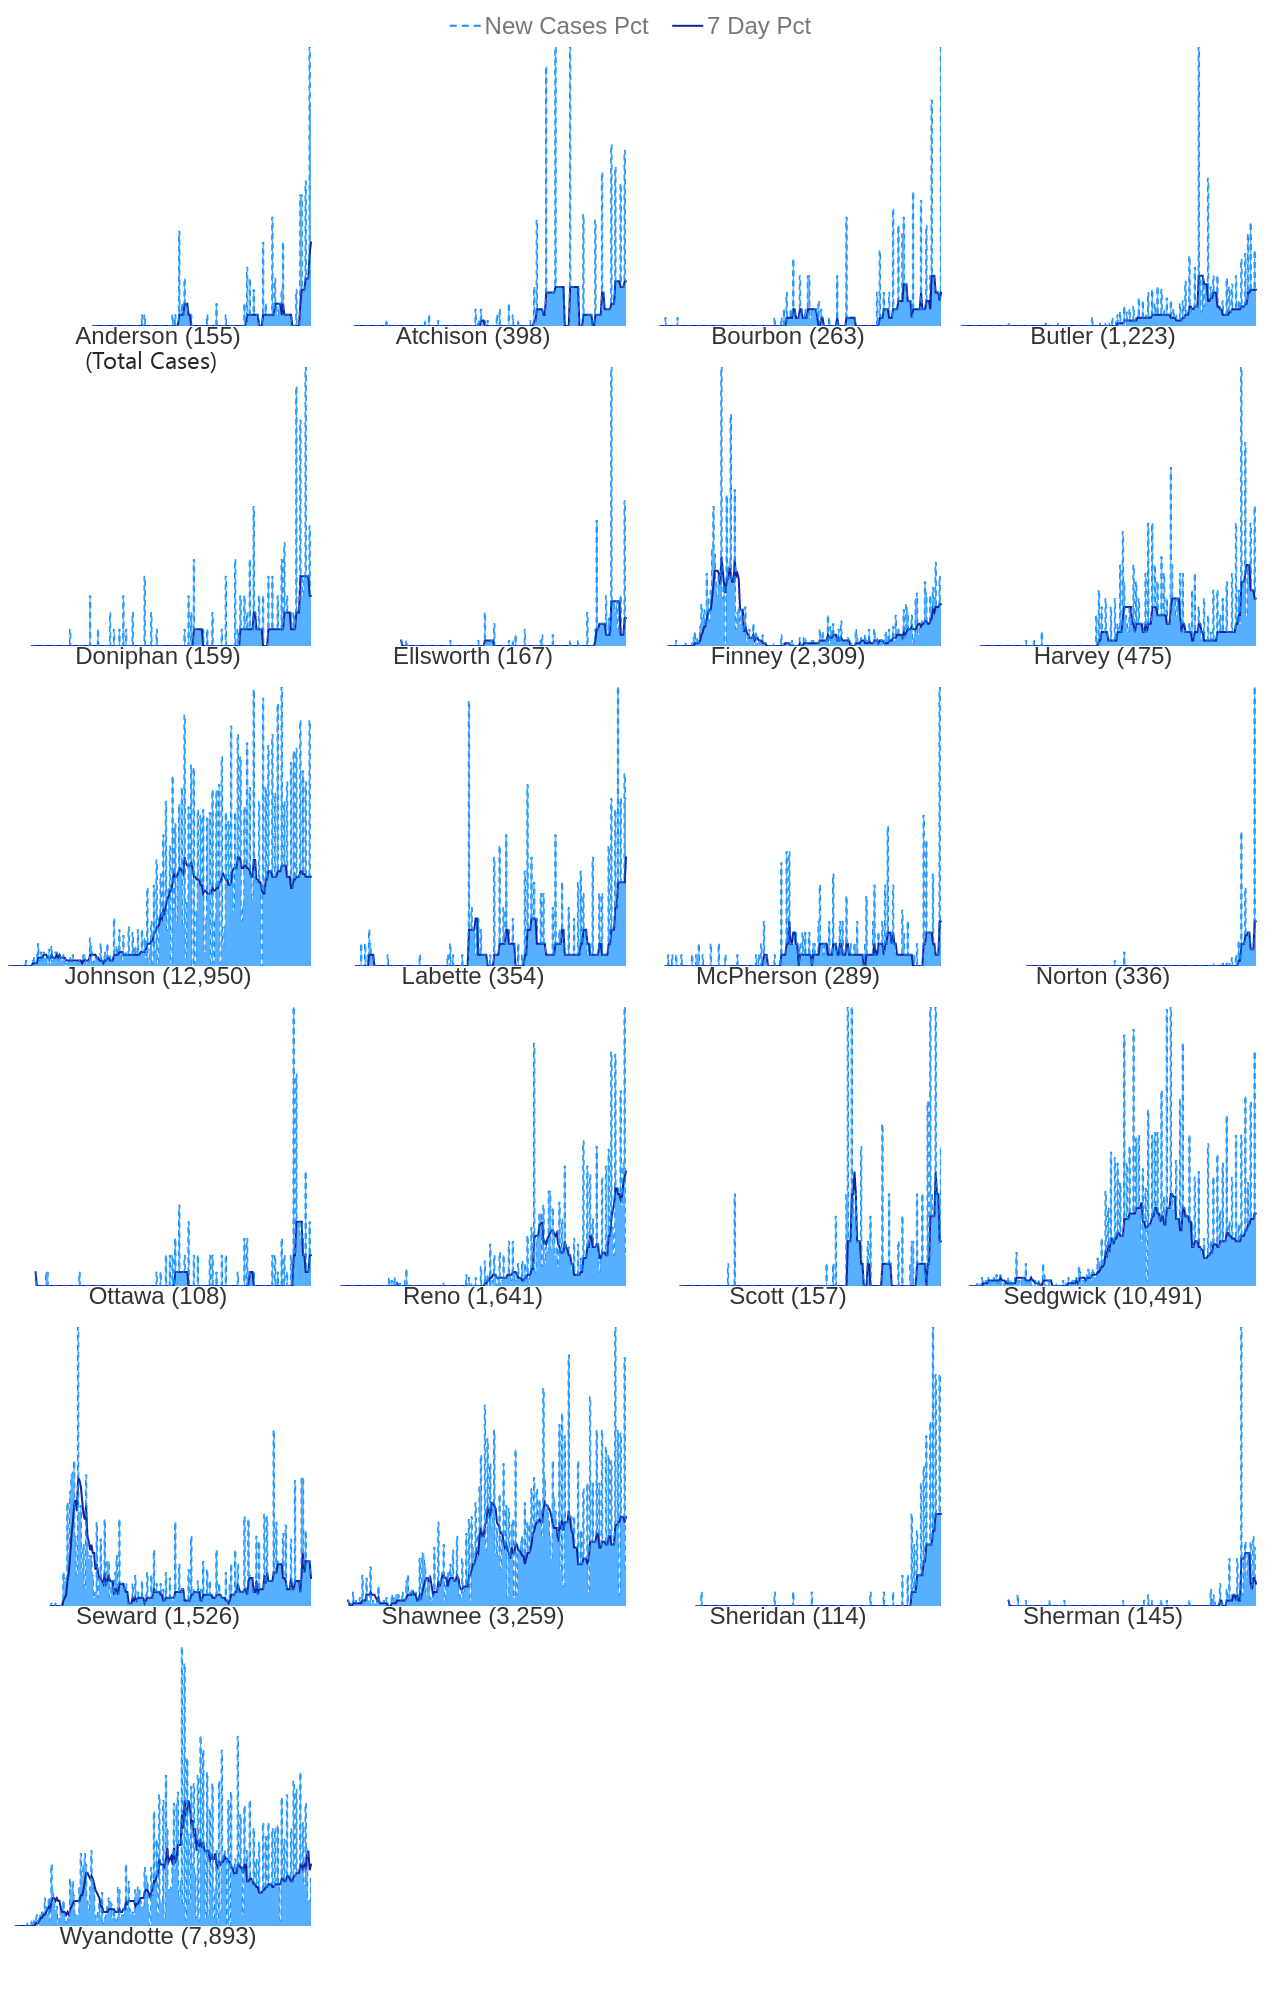 New Cases Pct 7 Day Pct
Anderson (155) Atchison (398) Bourbon (263) Butler (1,223)
(Total Cases)
Doniphan (159) Ellsworth (167) Finney (2,309) Harvey (475)
Johnson (12,950) Labette (354) McPherson (289) Norton (336)
Ottawa (108) Reno (1,641) Scott (157) Sedgwick (10,491)
Seward (1,526) Shawnee (3,259) Sheridan (114) Sherman (145)
Wyandotte (7,893)